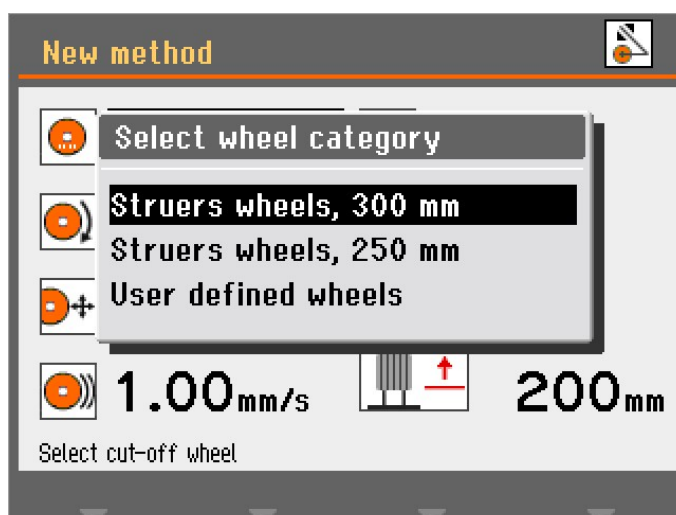 New method
Select wheel category
Struers wheels, 300 mm
Struers wheels, 250 mm
User defined wheels
1.00mm/s 200mm
Select cut-off wheel